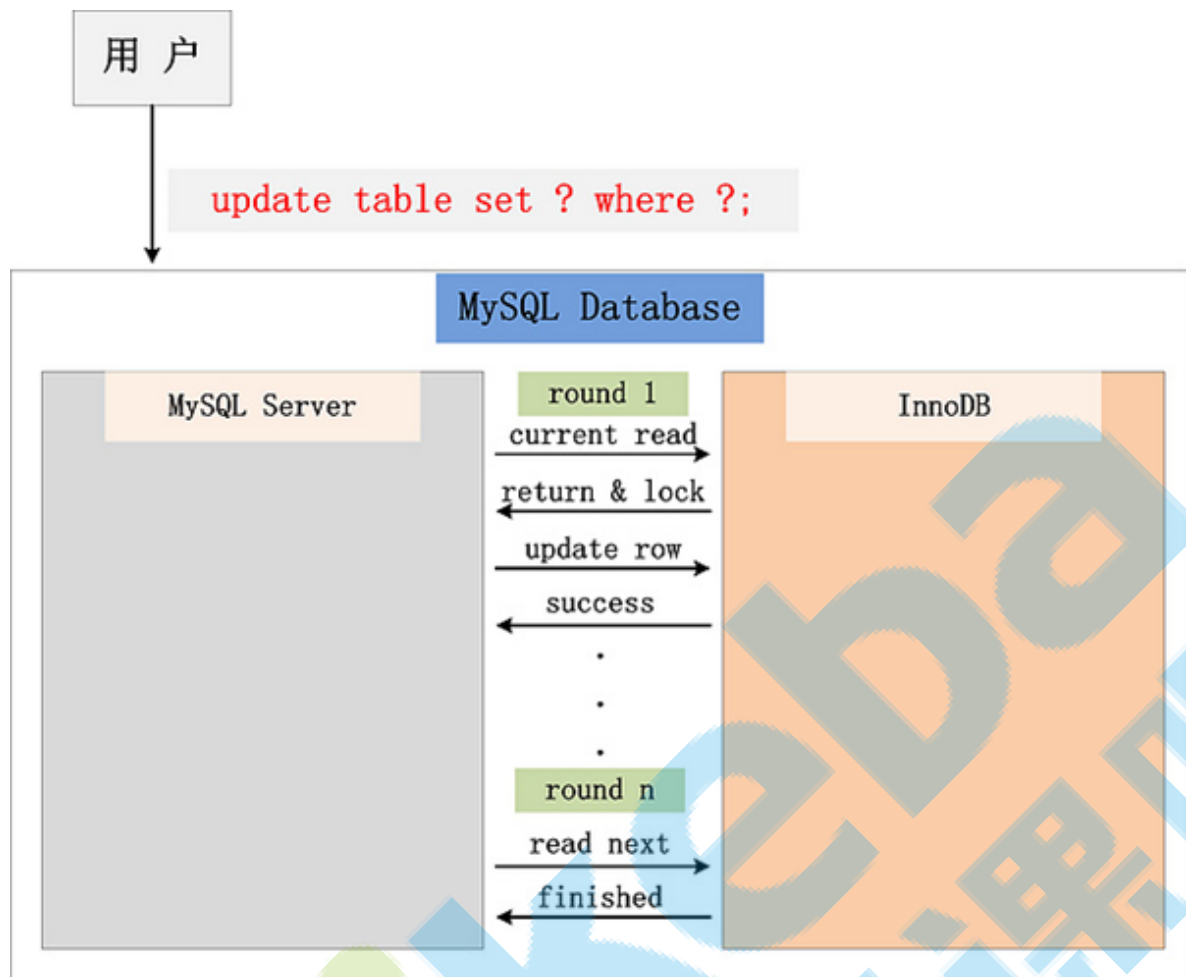 用 户
update table set ? where ?;
MySQL Database
MySQL Server
round 1
InnoDB
current read
return & lock
update row
success
.
.
.
round n
read next
finished
eba